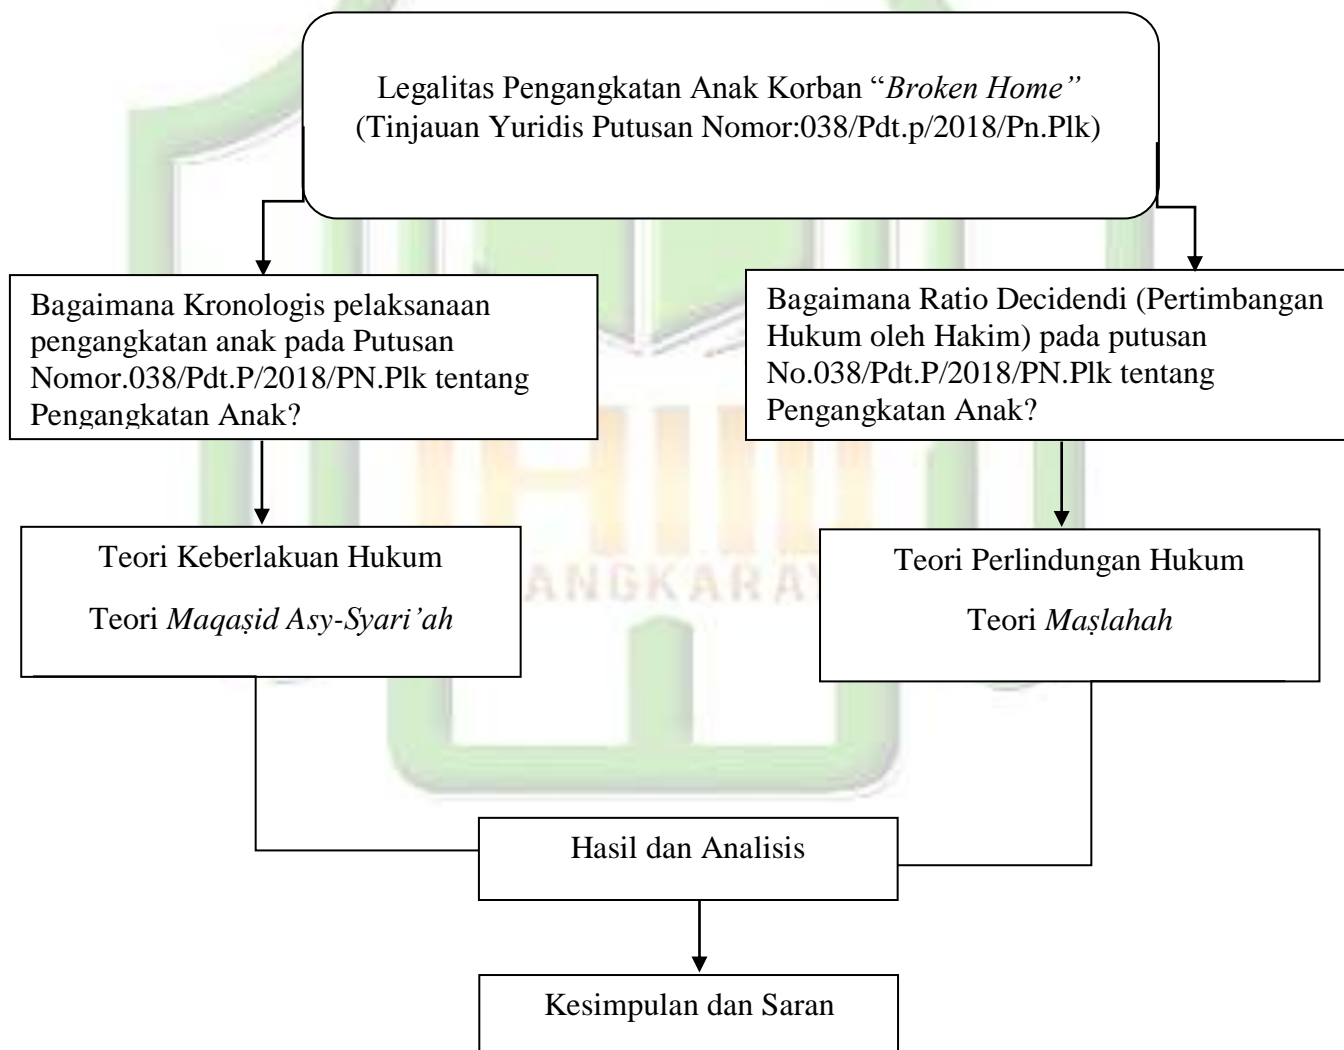 Legalitas Pengangkatan Anak Korban “Broken Home”
(Tinjauan Yuridis Putusan Nomor:038/Pdt.p/2018/Pn.Plk)
Bagaimana Kronologis pelaksanaan
pengangkatan anak pada Putusan
Nomor.038/Pdt.P/2018/PN.Plk tentang
Pengangkatan Anak?
Bagaimana Ratio Decidendi (Pertimbangan
Hukum oleh Hakim) pada putusan
No.038/Pdt.P/2018/PN.Plk tentang
Pengangkatan Anak?
Teori Keberlakuan Hukum
Teori Maqaṣid Asy-Syari’ah
Teori Perlindungan Hukum
Teori Maṣlahah
ANGKARA
Hasil dan Analisis
Kesimpulan dan Saran